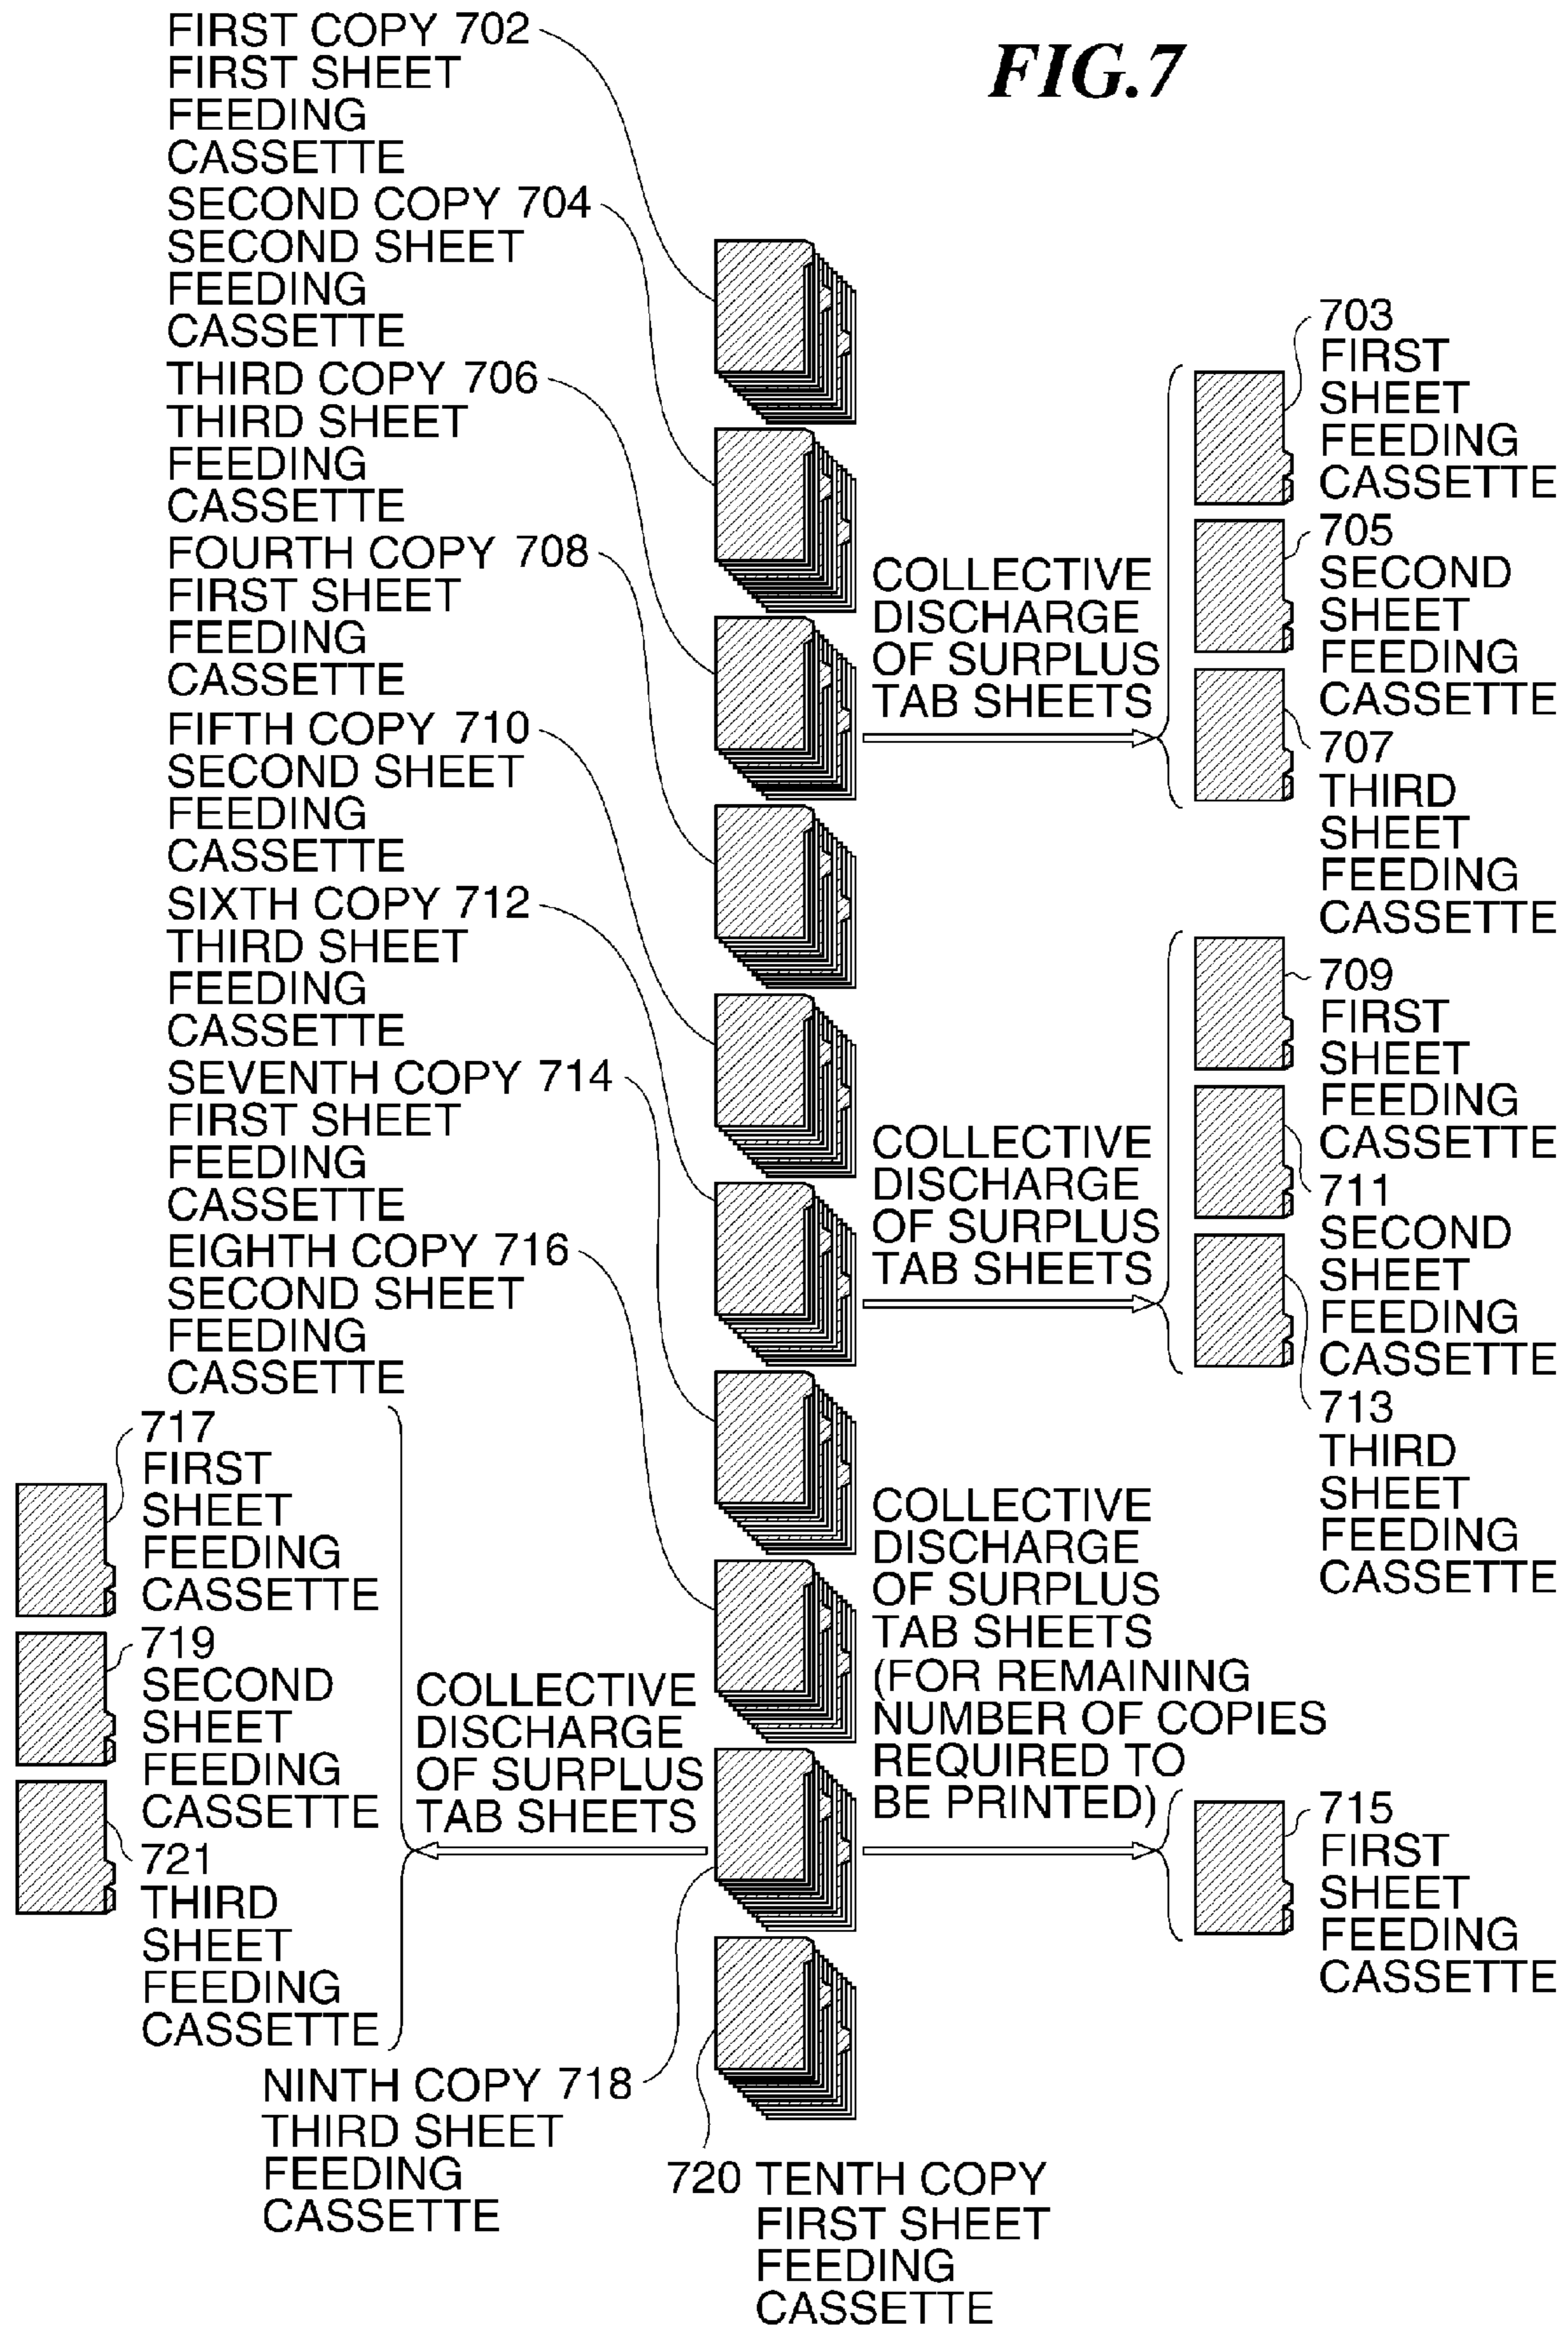 FIG.7
FIRST COPY 702
FIRST SHEET
FEEDING
CASSETTE
SECOND COPY 704
SECOND SHEET
FEEDING
CASSETTE
THIRD COPY 706
THIRD SHEET
FEEDING
CASSETTE
FOURTH COPY 708
FIRST SHEET
FEEDING
CASSETTE
FIFTH COPY 710
SECOND SHEET
FEEDING
CASSETTE
SIXTH COPY 712
THIRD SHEET
FEEDING
CASSETTE
SEVENTH COPY 714
FIRST SHEET
FEEDING
CASSETTE
EIGHTH COPY 716
SECOND SHEET
FEEDING
CASSETTE
717
FIRST
SHEET
FEEDING
CASSETTE
719
SECOND
SHEET
FEEDING
CASSETTE
721
THIRD
SHEET
FEEDING
CASSETTE
COLLECTIVE
DISCHARGE
OF SURPLUS
TAB SHEETS
NINTH COPY 718
THIRD SHEET
FEEDING
CASSETTE
720 TENTH COPY
FIRST SHEET
FEEDING
CASSETTE
COLLECTIVE
DISCHARGE
OF SURPLUS
TAB SHEETS
703
FIRST
SHEET
FEEDING
CASSETTE
705
SECOND
SHEET
FEEDING
CASSETTE
707
THIRD
SHEET
FEEDING
CASSETTE
COLLECTIVE
DISCHARGE
OF SURPLUS
TAB SHEETS
709
FIRST
SHEET
FEEDING
CASSETTE
711
SECOND
SHEET
FEEDING
CASSETTE
713
THIRD
SHEET
FEEDING
CASSETTE
COLLECTIVE
DISCHARGE
OF SURPLUS
TAB SHEETS
(FOR REMAINING
NUMBER OF COPIES
REQUIRED TO
BE PRINTED)
715
FIRST
SHEET
FEEDING
CASSETTE